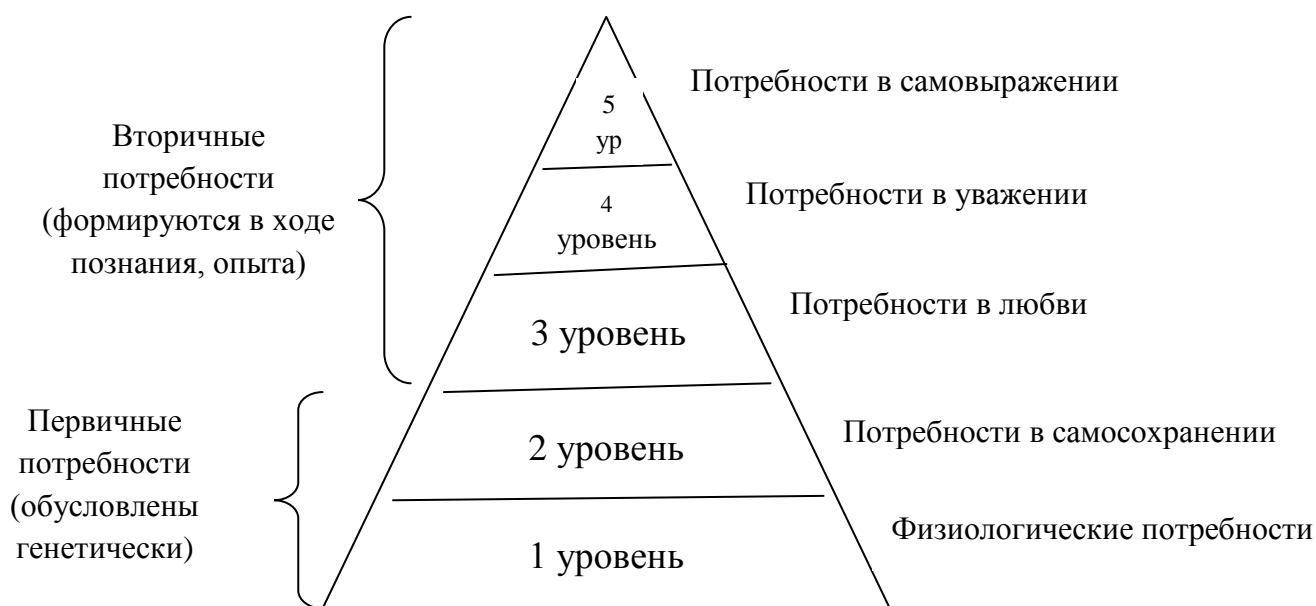 Потребности в самовыражении
5
ур
Вторичные
потребности
(формируются в ходе
познания, опыта)
Потребности в уважении
4
уровень
Потребности в любви
3 уровень
Первичные
потребности
(обусловлены
генетически)
Потребности в самосохранении
2 уровень
Физиологические потребности
1 уровень